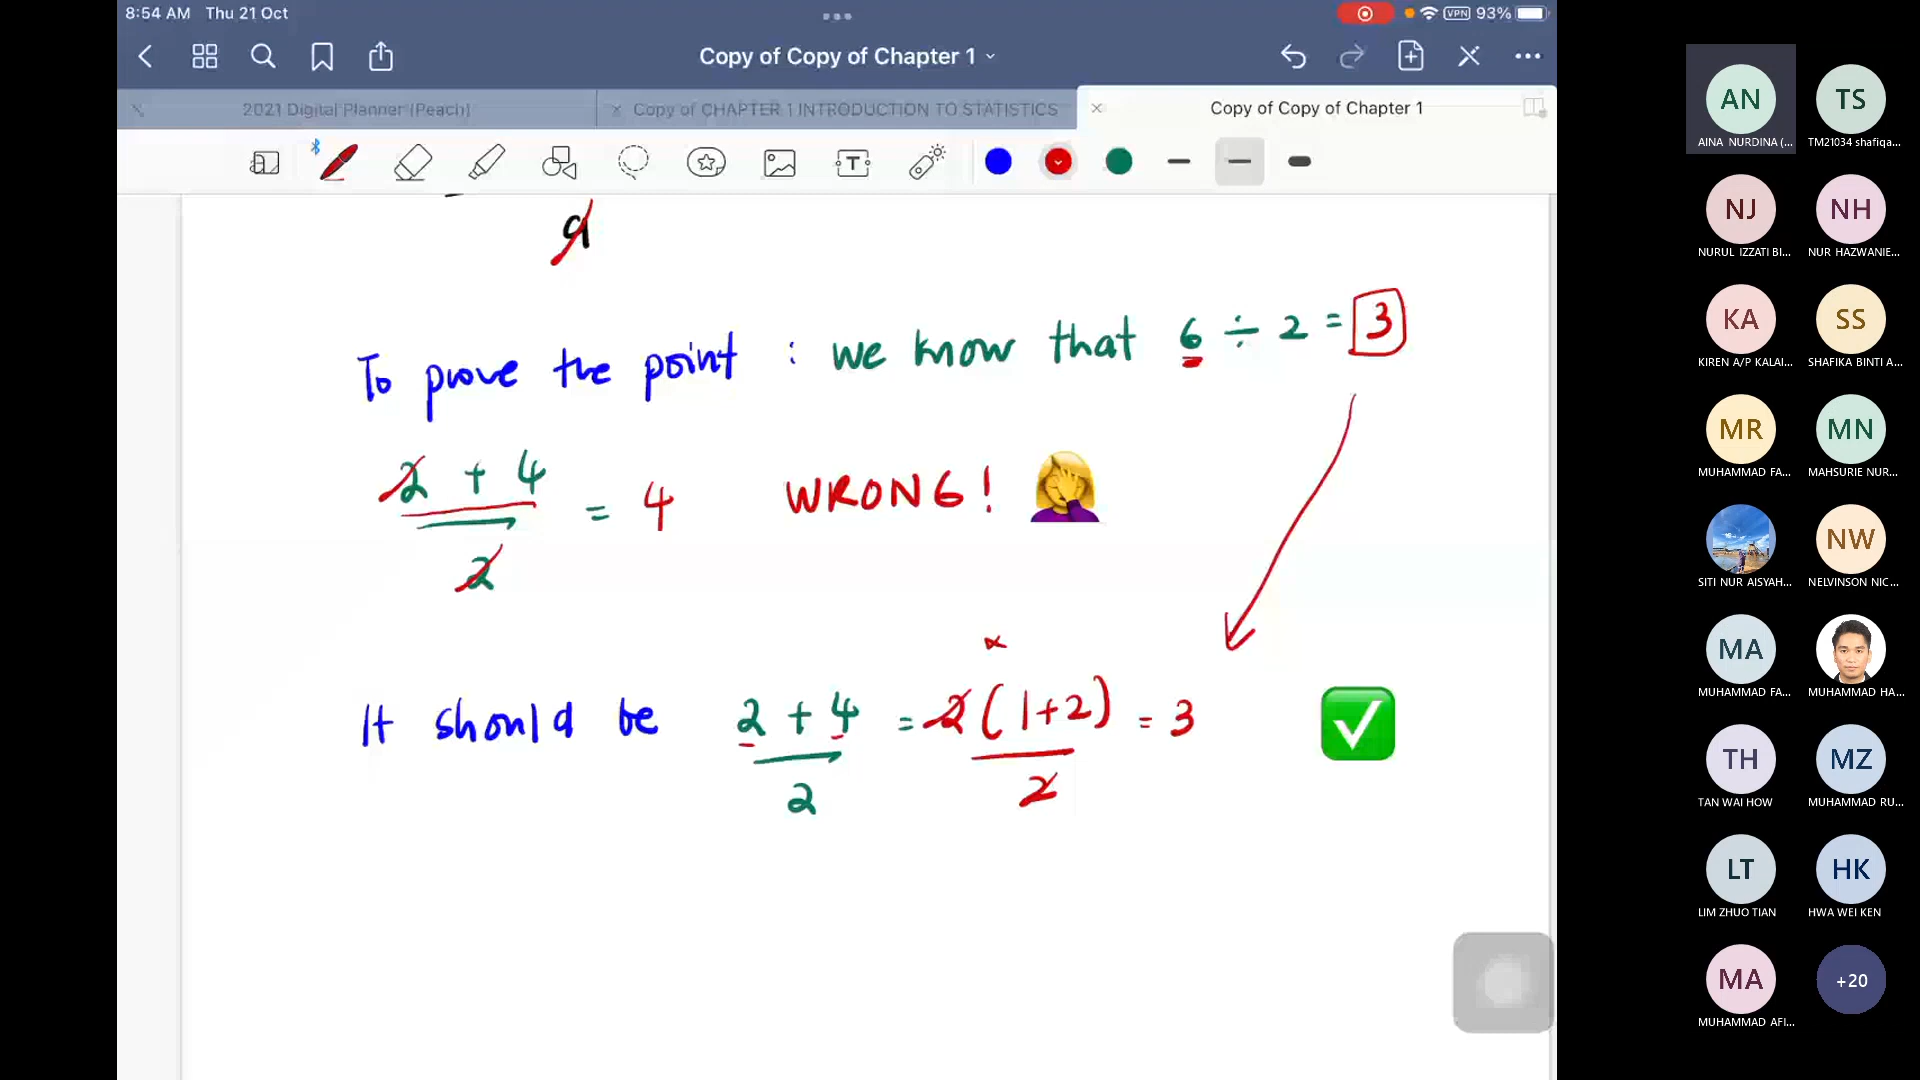 8:54 AM Thu 21 Oct
VPN 93%
Copy of Copy of Chapter 1
2021 Digital Planner (Peach)
Copy of CHAPTER 1 INTRODUCTION TO STATISTICS
Copy of Copy of Chapter 1
T
To prove the point : we know that 6 ÷ 2 = 3
2 + 4
= 4 WRONG!
2
It should be 2 + 4 = 2(1+2) = 3
2 2
AN TS
AINA NURDINA (... TM21034 shafiqa...
NJ NH
NURUL IZZATI BI... NUR HAZWANIE...
KA SS
KIREN A/P KALAI... SHAFIKA BINTI A...
MR MN
MUHAMMAD FA... MAHSURIE NUR...
NW
SITI NUR AISYAH... NELVINSON NIC...
MA
MUHAMMAD FA... MUHAMMAD HA...
TH MZ
TAN WAI HOW MUHAMMAD RU...
LT HK
LIM ZHUO TIAN HWA WEI KEN
MA +20
MUHAMMAD AFI...